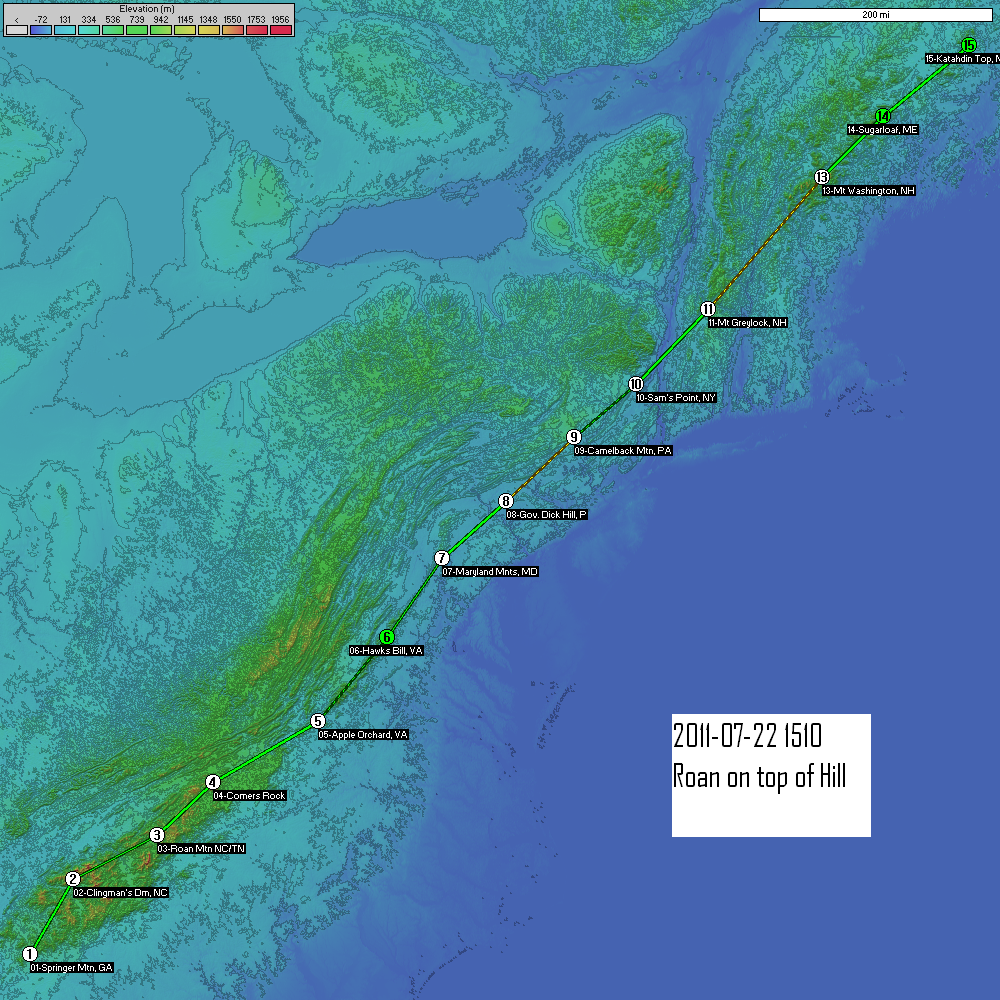 Elevation (m)
< -72 131 334 536 739 942 1145 1348 1550 1753 1956
200 mi
15
15-Katahdin Top, M
14
14-Sugarloaf, ME
13
13-Mt Washington, NH
11
11-Mt Greylock, NH
10
10-Sam's Point, NY
9
09-Camelback Mtn, PA
8
08-Gov. Dick Hill, P
7
07-Maryland Mnts, MD
6
06-Hawks Bill, VA
5
05-Apple Orchard, VA
2011-07-22 1510
Roan on top of Hill
4
04-Comers Rock
3
03-Roan Mtn NC/TN
2
02-Clingman's Dm, NC
1
01-Springer Mtn, GA